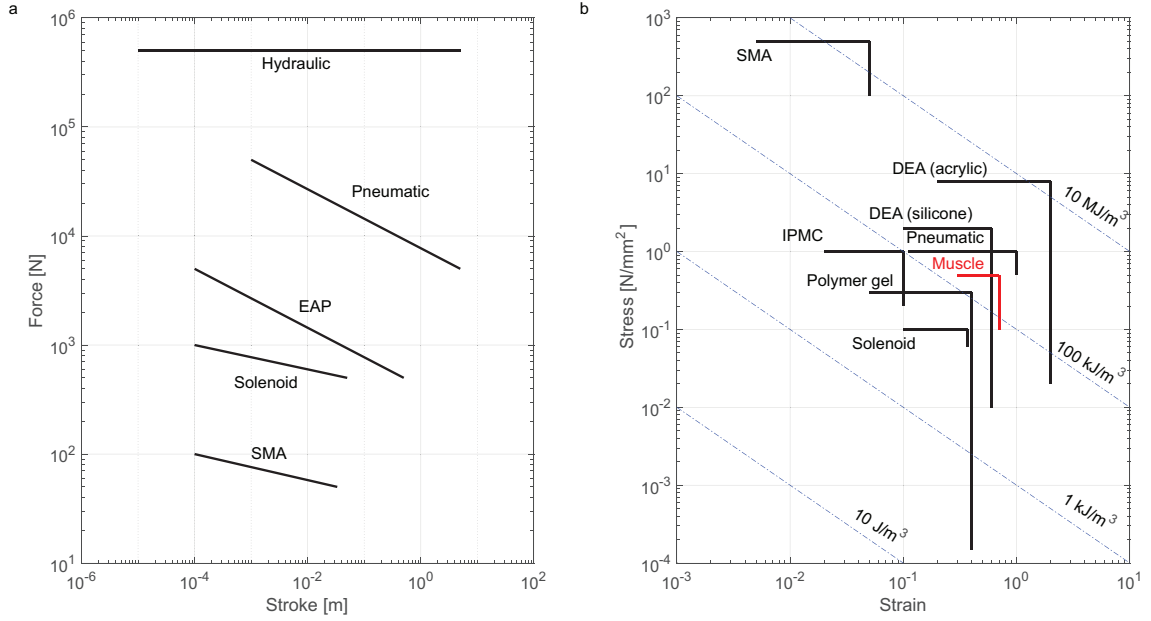 a
10^6
10^5
10^4
10^3
10^2
10^1
Force [N]
Hydraulic
Pneumatic
EAP
Solenoid
SMA
10^-6
10^-4
10^-2
10^0
10^2
Stroke [m]
b
10^3
10^2
10^1
10^0
10^-1
10^-2
10^-3
10^-4
Stress [N/mm^2]
SMA
DEA (acrylic)
10 MJ/m^3
DEA (silicone)
IPMC
Pneumatic
Muscle
Polymer gel
Solenoid
100 kJ/m^3
1 kJ/m^3
10 J/m^3
10^-3
10^-2
10^-1
10^0
10^1
Strain